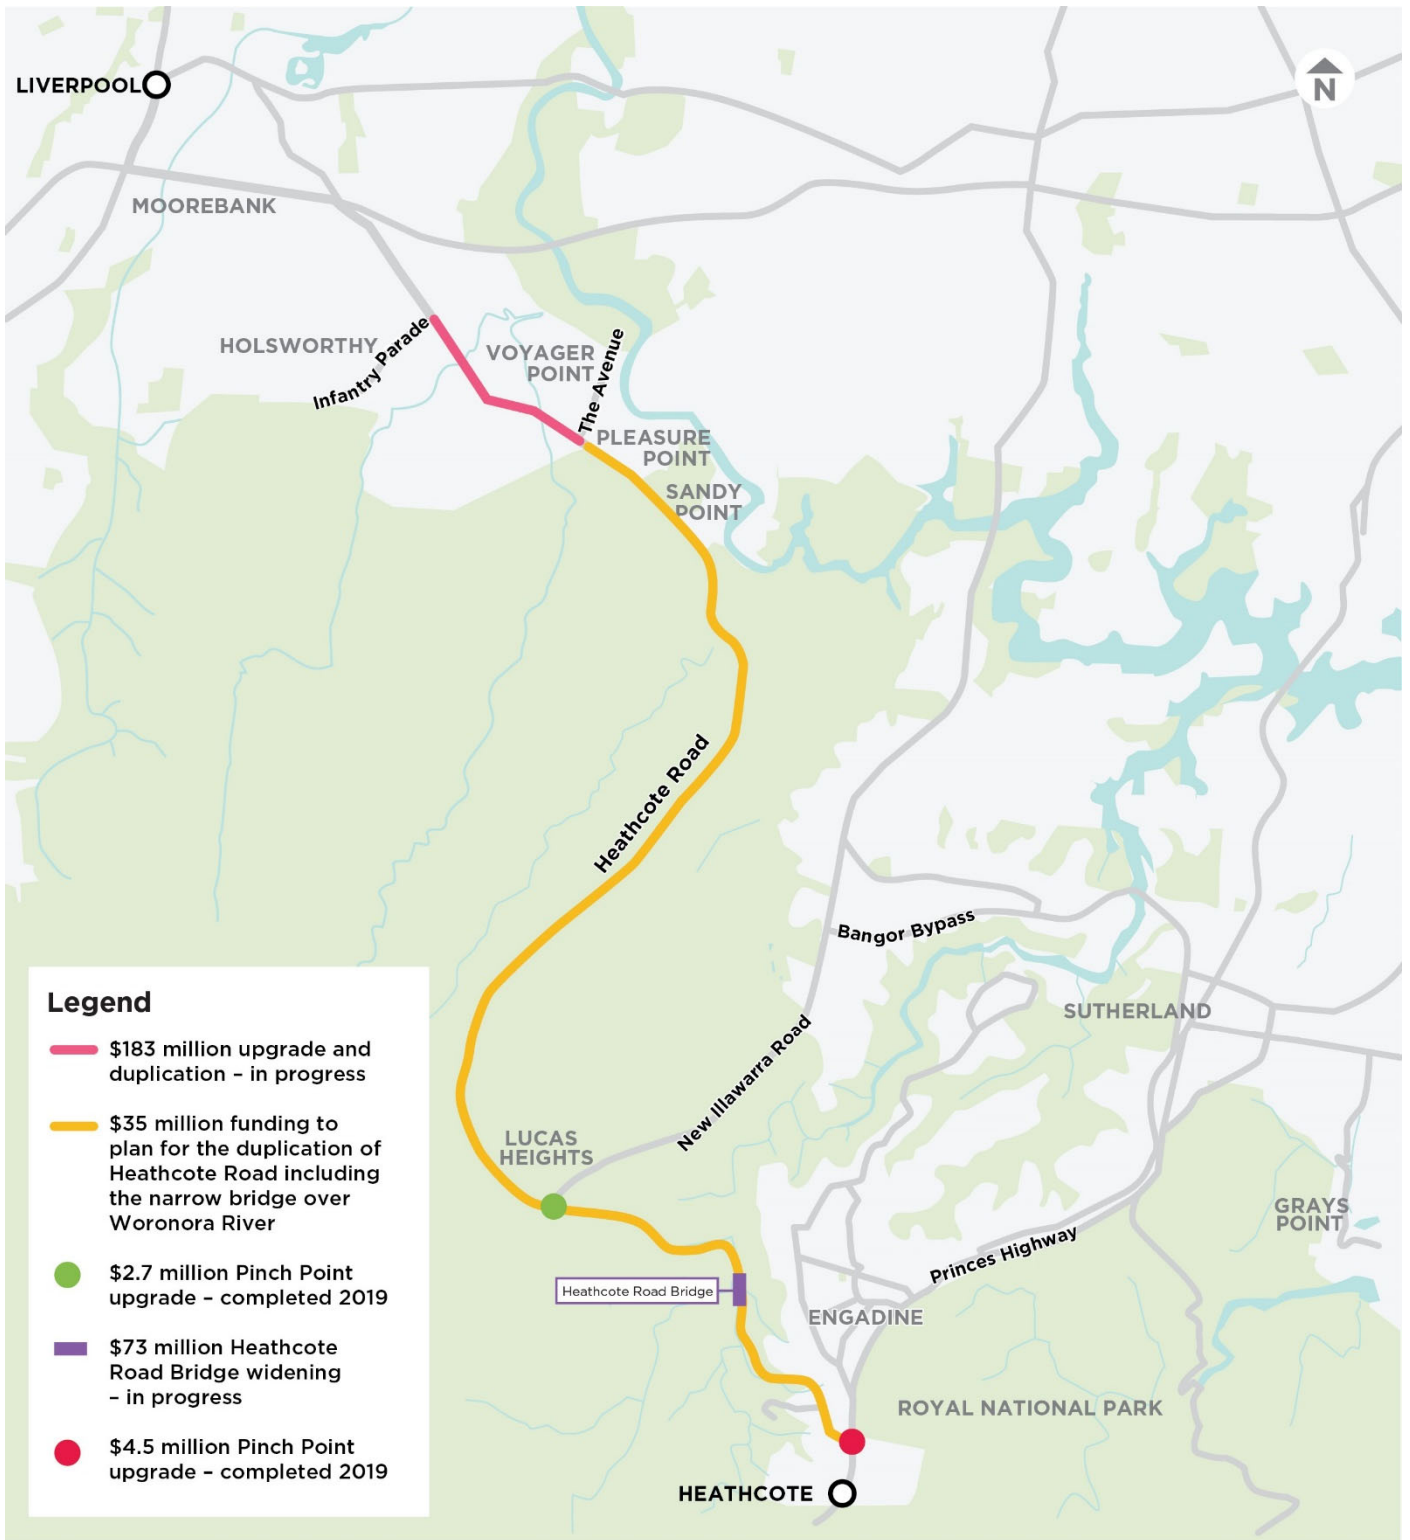 LIVERPOOL
N
MOOREBANK
HOLSWORTHY
Infantry Parade
VOYAGER
POINT
The Avenue
PLEASURE
POINT
SANDY
POINT
Heathcote Road
Bangor Bypass
New Illawarra Road
SUTHERLAND
LUCAS
HEIGHTS
GRAYS
POINT
Princes Highway
Heathcote Road Bridge
ENGADINE
ROYAL NATIONAL PARK
HEATHCOTE
Legend
$183 million upgrade and
duplication – in progress
$35 million funding to
plan for the duplication of
Heathcote Road including
the narrow bridge over
Woronora River
$2.7 million Pinch Point
upgrade – completed 2019
$73 million Heathcote
Road Bridge widening
– in progress
$4.5 million Pinch Point
upgrade – completed 2019